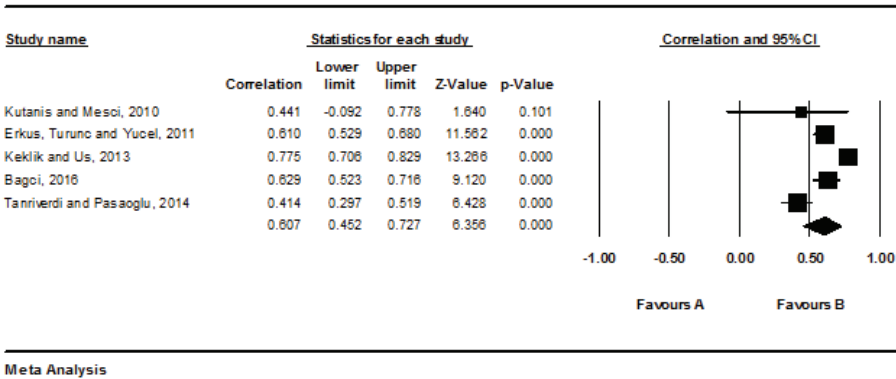 Study name Statistics for each study Correlation and 95% CI
Lower Upper
Correlation limit limit Z-Value p-Value
Kutanis and Mesci, 2010 0.441 -0.092 0.778 1.640 0.101
Erkus, Turunc and Yucel, 2011 0.610 0.529 0.680 11.562 0.000
Keklik and Us, 2013 0.775 0.706 0.829 13.266 0.000
Bagci, 2016 0.629 0.523 0.716 9.120 0.000
Tanriverdi and Pasaoglu, 2014 0.414 0.297 0.519 6.428 0.000
0.607 0.452 0.727 6.356 0.000
-1.00 -0.50 0.00 0.50 1.00
Favours A Favours B
Meta Analysis